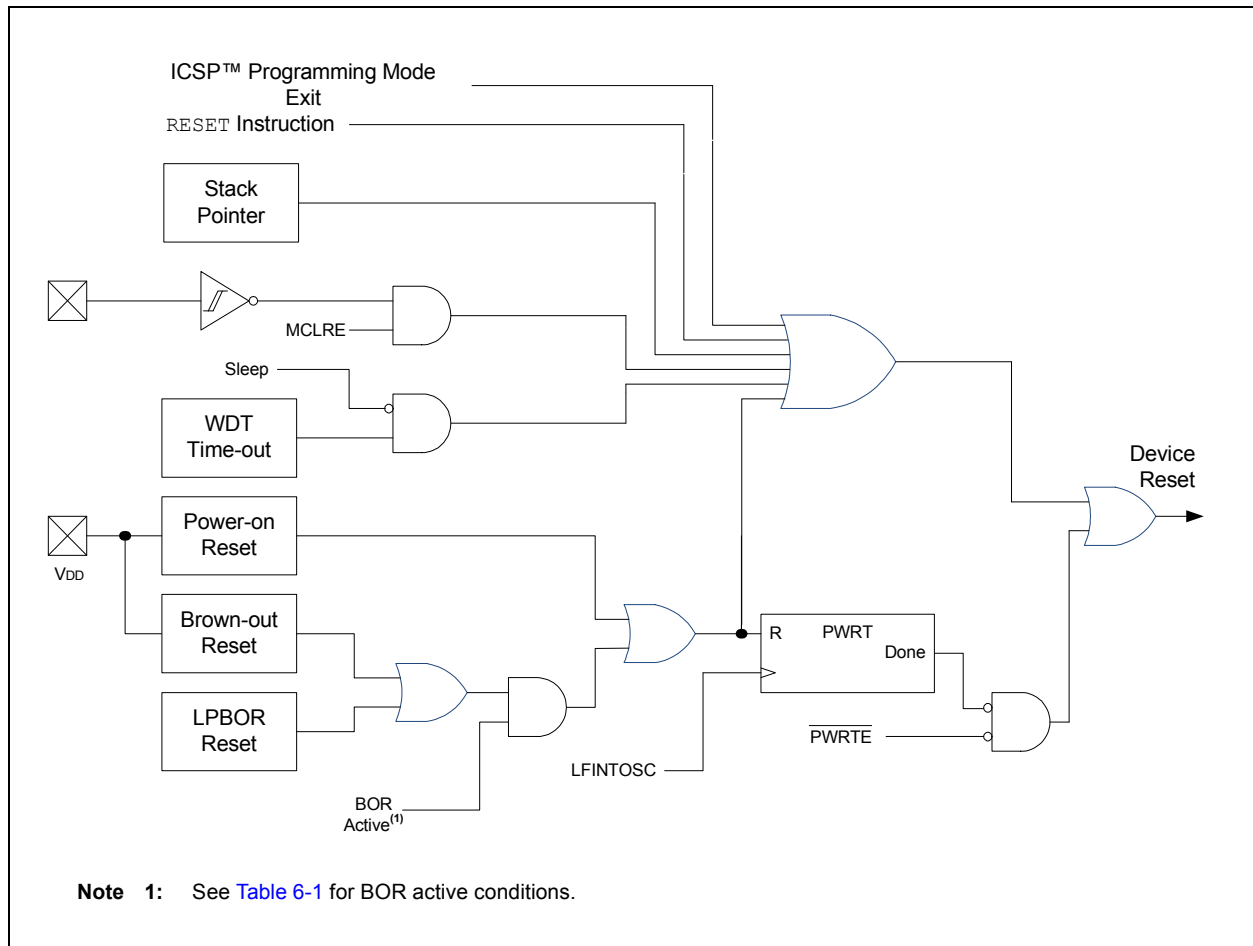 ICSP™ Programming Mode
Exit
RESET Instruction
Stack
Pointer
MCLRE
Sleep
WDT
Time-out
Device
Reset
Power-on
Reset
VDD
Brown-out
Reset
R
PWRT
Done
LPBOR
Reset
PWRTE
LFINTOSC
BOR
Active(1)
Note 1: See Table 6-1 for BOR active conditions.